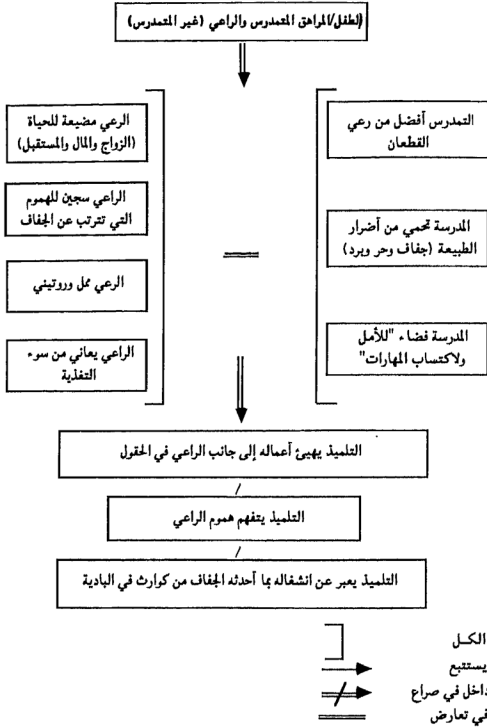 الطفل/المراهق المتمدرس والراعي (غير المتمدرس)
التمدرس أفضل من رعي
القطعان
المدرسة تحمي من أضرار
الطبيعة (جفاف وحر وبرد)
المدرسة فضاء "للأمل
ولاكتساب المهارات"
الرعي مضيعة للحياة
(الزواج والمال والمستقبل)
الراعي سجين للهموم
التي تترتب عن الجفاف
الرعي ممل وروتيني
الراعي يعاني من سوء
التغذية
التلميذ يهيئ أعماله إلى جانب الراعي في الحقول
/
التلميذ يتفهم هموم الراعي
/
التلميذ يعبر عن انشغاله بما أحدثه الجفاف من كوارث في البادية
الكل
يستتبع
داخل في صراع
في تعارض